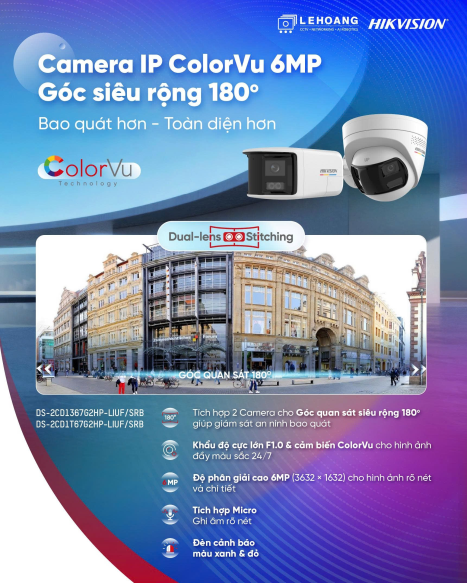 LEHOANG
CCTV - NETWORKING - AI ROBOTICS
HIKVISION
Camera IP ColorVu 6MP
Góc siêu rộng 180°
Bao quát hơn - Toàn diện hơn
ColorVu
Technology
Dual-lens Stitching
GÓC QUAN SÁT 180°
DS-2CD1367G2HP-LIUF/SRB
DS-2CD1T67G2HP-LIUF/SRB
180°
Tích hợp 2 Camera cho Góc quan sát siêu rộng 180°
giúp giám sát an ninh bao quát
Khẩu độ cực lớn F1.0 & cảm biến ColorVu cho hình ảnh
đầy màu sắc 24/7
6MP
Độ phân giải cao 6MP (3632 × 1632) cho hình ảnh rõ nét
và chi tiết
Tích hợp Micro
Ghi âm rõ nét
Đèn cảnh báo
màu xanh & đỏ